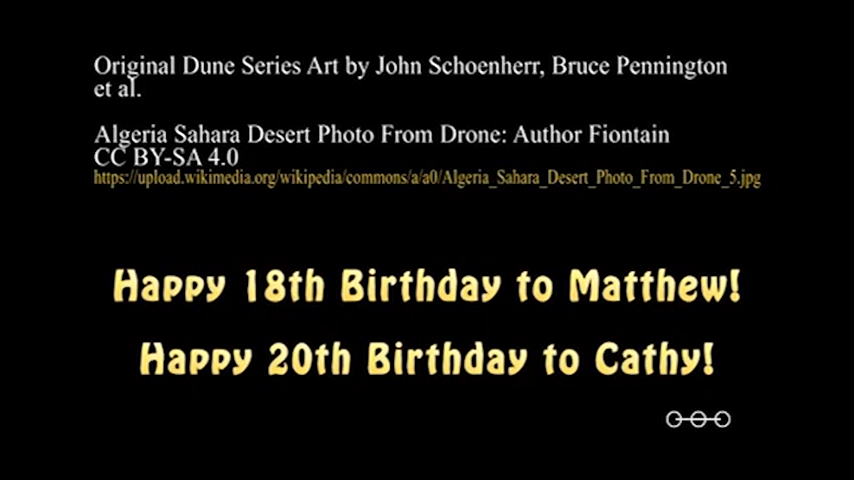 Original Dune Series Art by John Schoenherr, Bruce Pennington
et al.
Algeria Sahara Desert Photo From Drone: Author Fiontain
CC BY-SA 4.0
https://upload.wikimedia.org/wikipedia/commons/a/a0/Algeria_Sahara_Desert_Photo_From_Drone_5.jpg
Happy 18th Birthday to Matthew!
Happy 20th Birthday to Cathy!